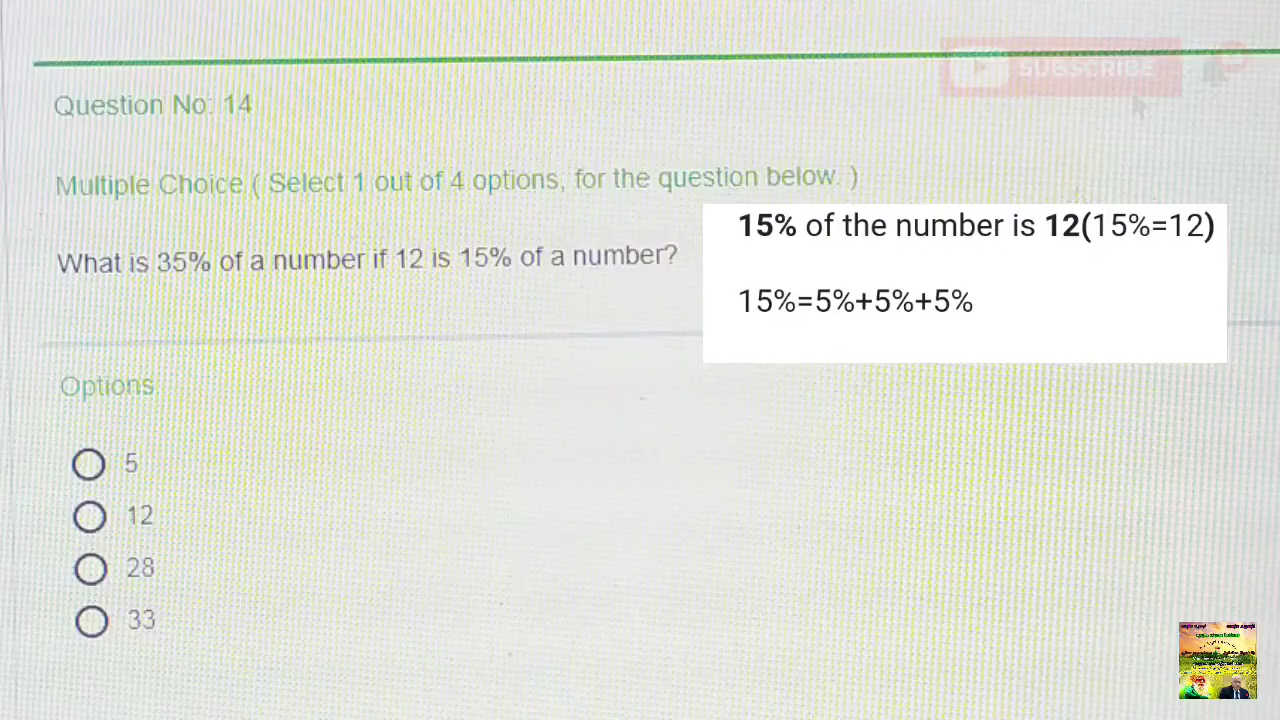 SUBSCRIBE
Question No: 14
Multiple Choice ( Select 1 out of 4 options, for the question below. )
15% of the number is 12(15%=12)
What is 35% of a number if 12 is 15% of a number?
15%=5%+5%+5%
Options:
5
12
28
33